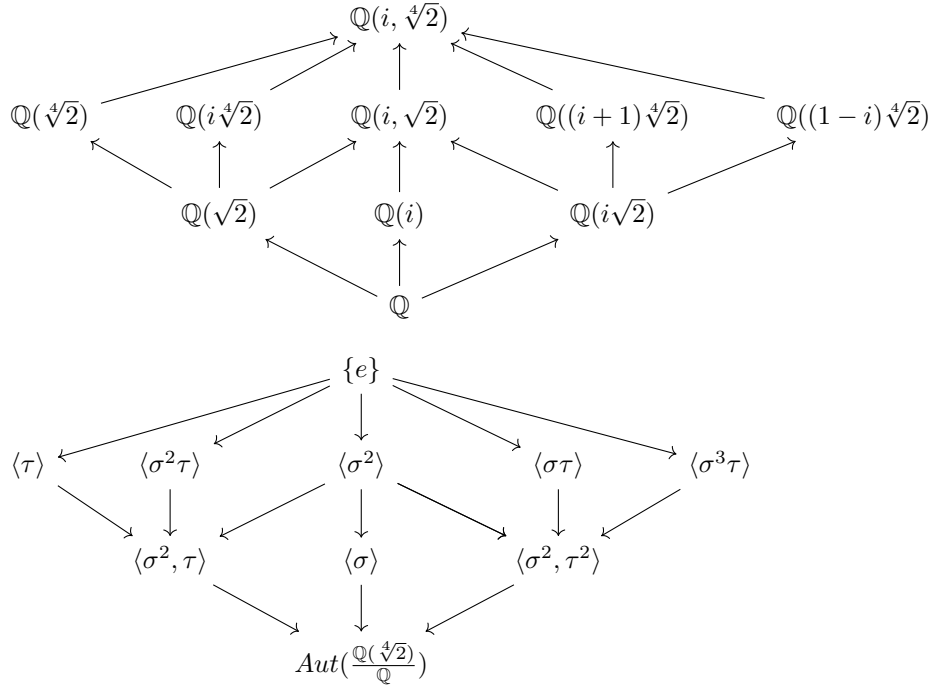 ℚ(i, ∜2)
ℚ(∜2) ℚ(i∜2) ℚ(i, √2) ℚ((i + 1)∜2) ℚ((1 − i)∜2)
ℚ(√2) ℚ(i) ℚ(i√2)
ℚ
{e}
⟨τ⟩ ⟨σ²τ⟩ ⟨σ²⟩ ⟨στ⟩ ⟨σ³τ⟩
⟨σ², τ⟩ ⟨σ⟩ ⟨σ², τ²⟩
Aut(ℚ(∜2)/ℚ)